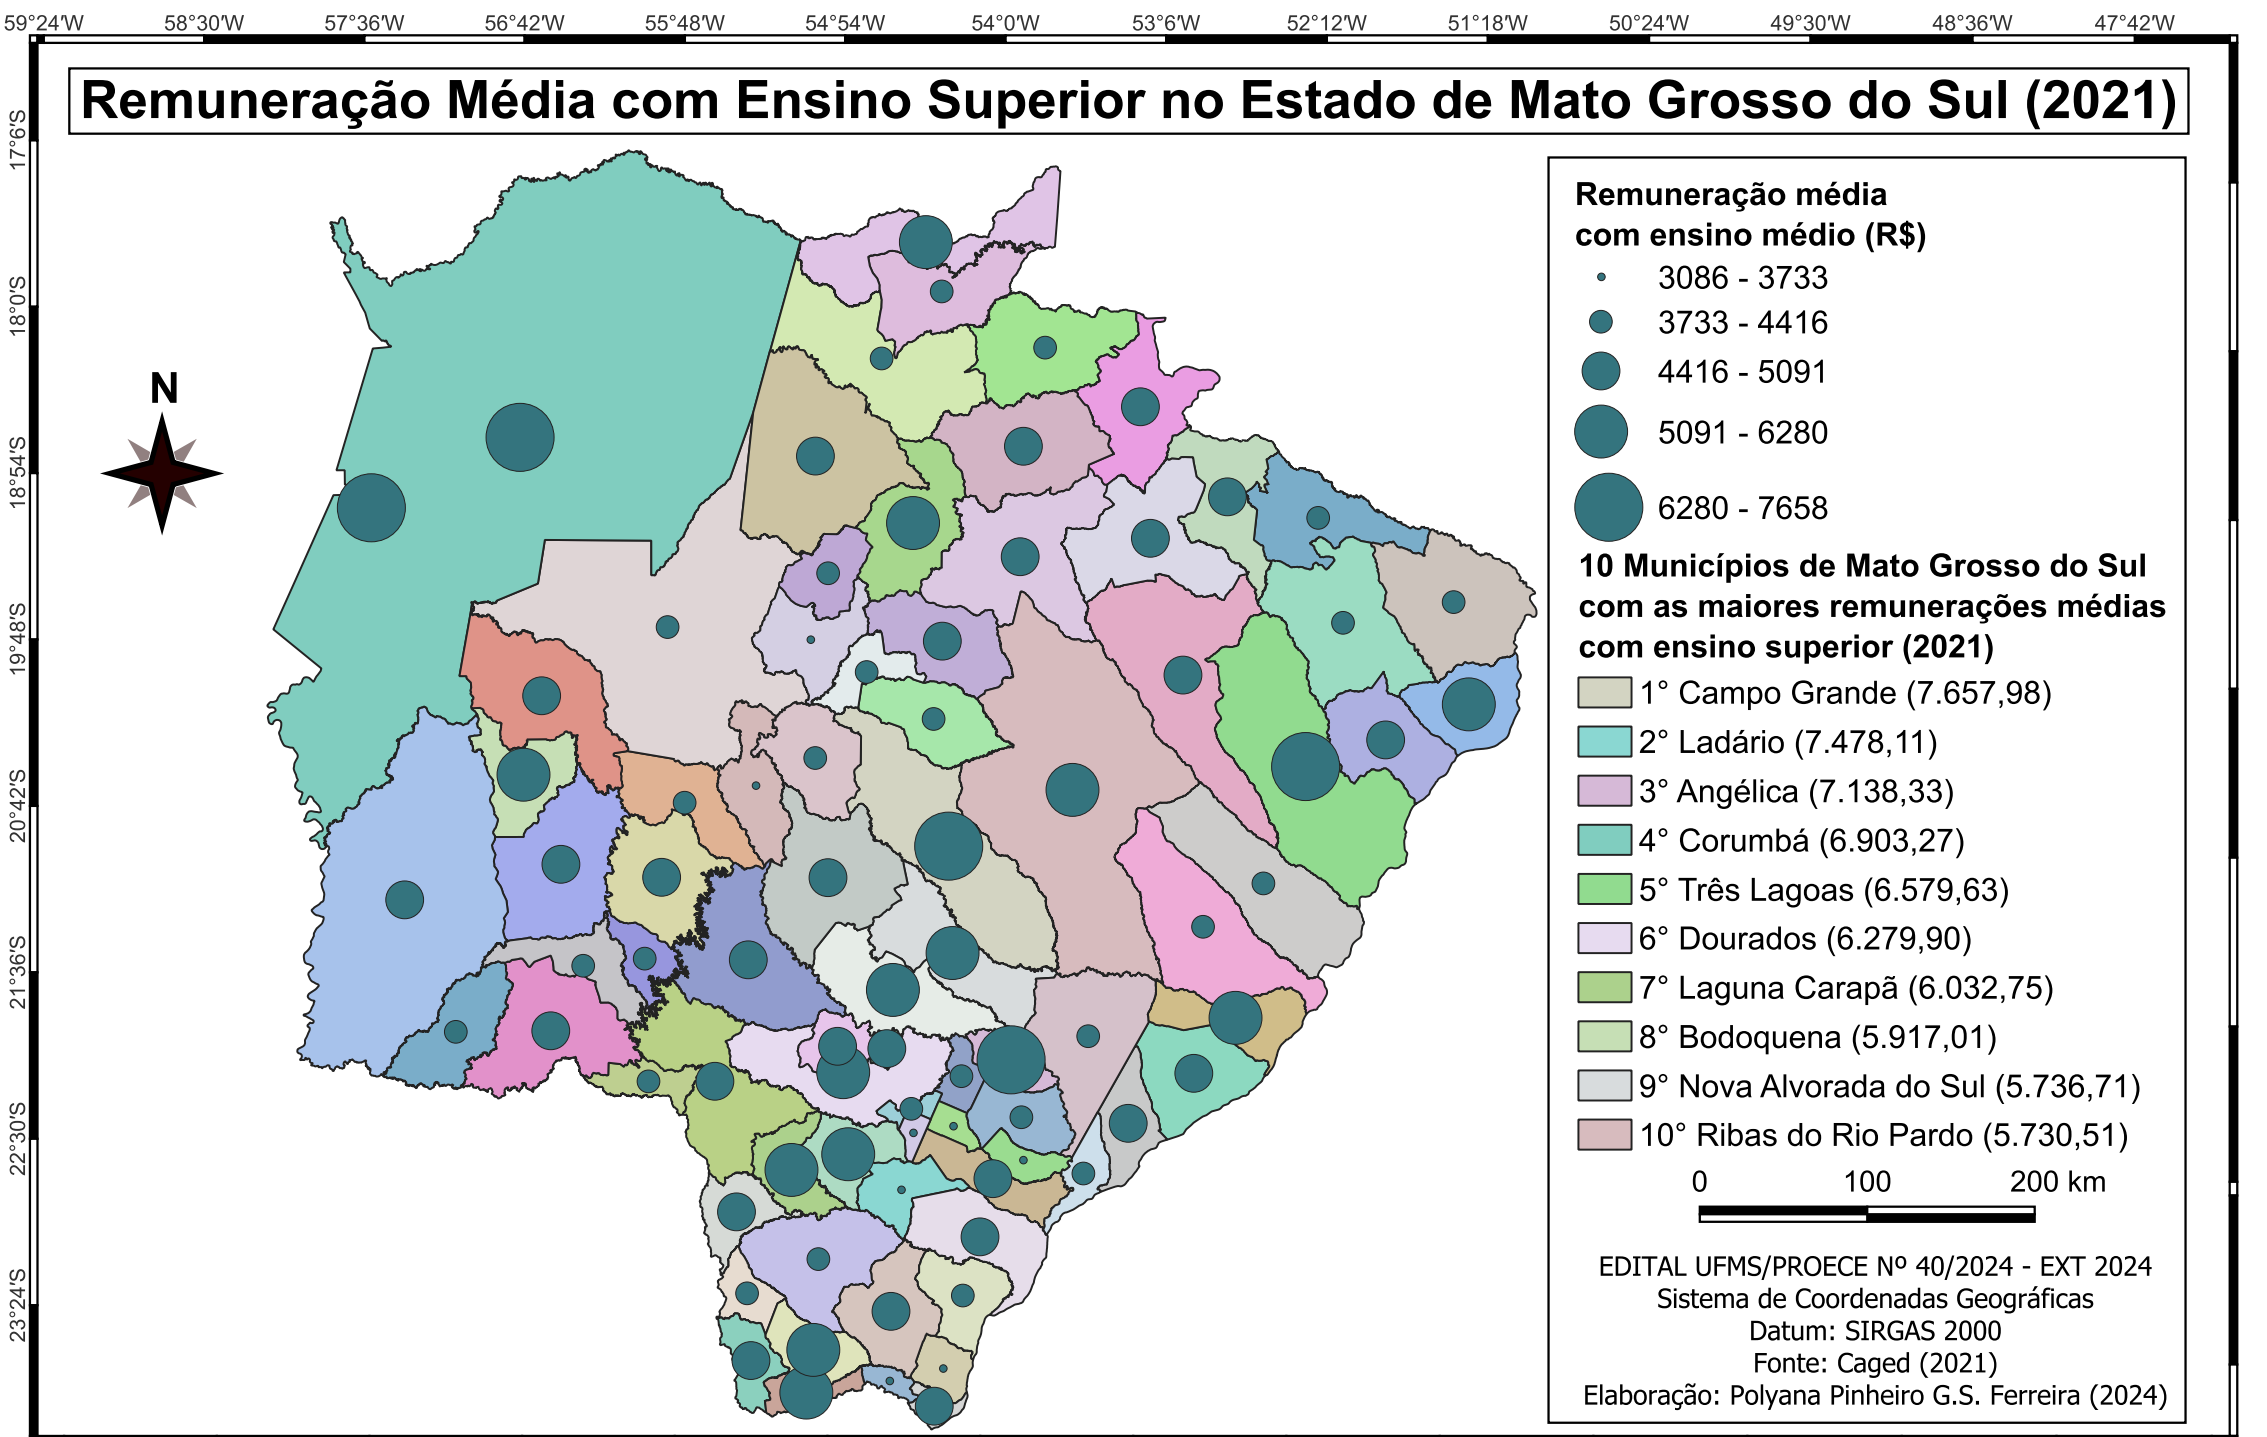 59°24'W 58°30'W 57°36'W 56°42'W 55°48'W 54°54'W 54°0'W 53°6'W 52°12'W 51°18'W 50°24'W 49°30'W 48°36'W 47°42'W
Remuneração Média com Ensino Superior no Estado de Mato Grosso do Sul (2021)
17°6'S
18°0'S
18°54'S
19°48'S
20°42'S
21°36'S
22°30'S
23°24'S
N
Remuneração média
com ensino médio (R$)
3086 - 3733
3733 - 4416
4416 - 5091
5091 - 6280
6280 - 7658
10 Municípios de Mato Grosso do Sul
com as maiores remunerações médias
com ensino superior (2021)
1° Campo Grande (7.657,98)
2° Ladário (7.478,11)
3° Angélica (7.138,33)
4° Corumbá (6.903,27)
5° Três Lagoas (6.579,63)
6° Dourados (6.279,90)
7° Laguna Carapã (6.032,75)
8° Bodoquena (5.917,01)
9° Nova Alvorada do Sul (5.736,71)
10° Ribas do Rio Pardo (5.730,51)
0 100 200 km
EDITAL UFMS/PROECE Nº 40/2024 - EXT 2024
Sistema de Coordenadas Geográficas
Datum: SIRGAS 2000
Fonte: Caged (2021)
Elaboração: Polyana Pinheiro G.S. Ferreira (2024)